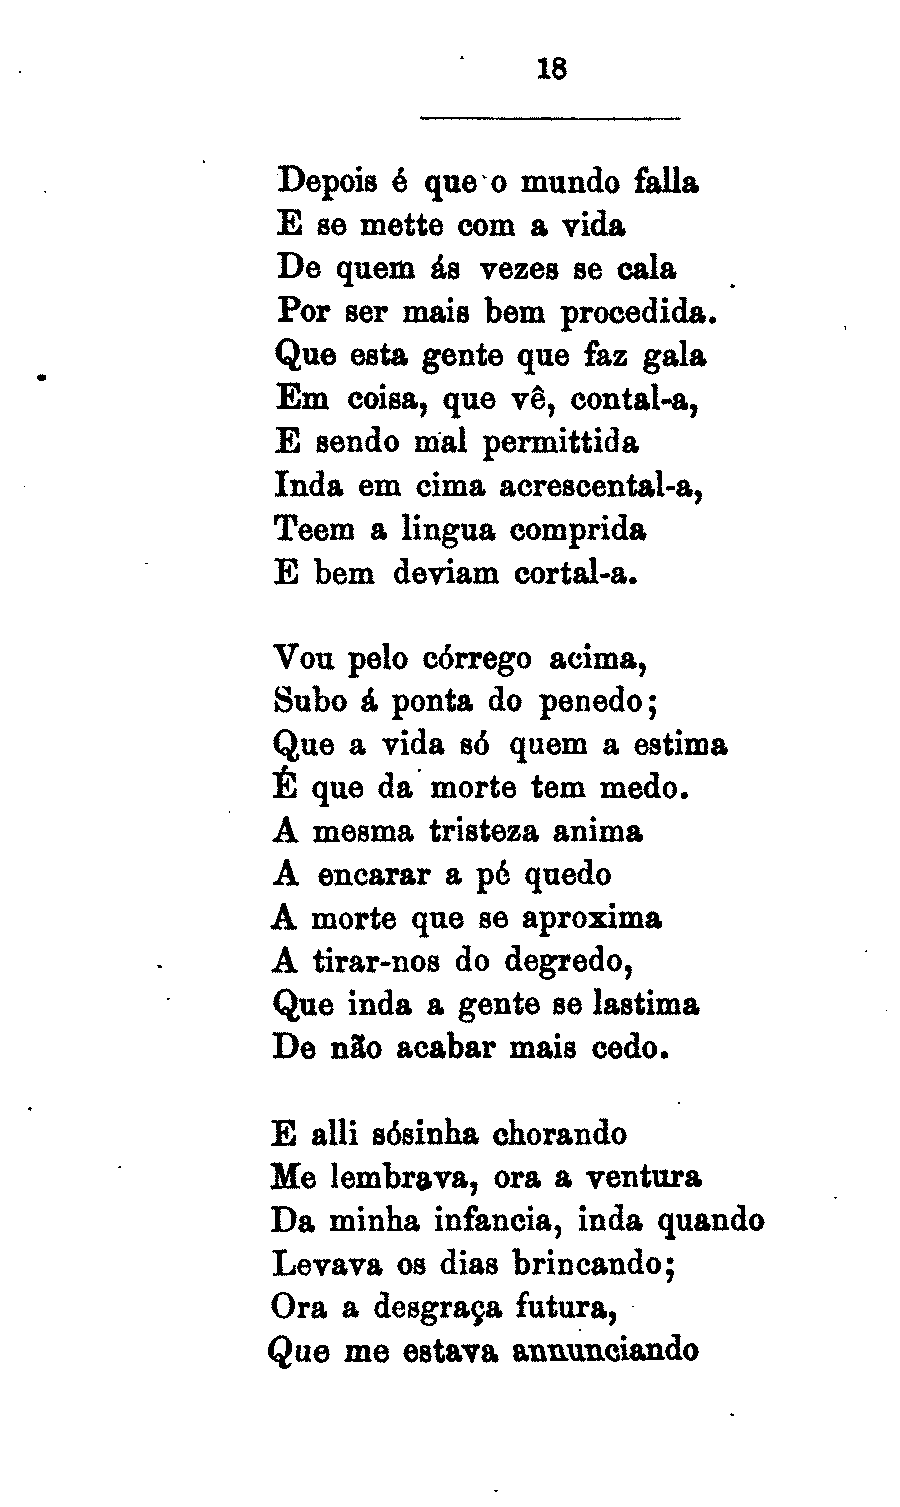 18
Depois é que o mundo falla
E se mette com a vida
De quem ás vezes se cala
Por ser mais bem procedida.
Que esta gente que faz gala
Em coisa, que vê, contal-a,
E sendo mal permittida
Inda em cima acrescental-a,
Teem a lingua comprida
E bem deviam cortal-a.
Vou pelo córrego acima,
Subo á ponta do penedo;
Que a vida só quem a estima
É que da morte tem medo.
A mesma tristeza anima
A encarar a pé quedo
A morte que se aproxima
A tirar-nos do degredo,
Que inda a gente se lastima
De não acabar mais cedo.
E alli sósinha chorando
Me lembrava, ora a ventura
Da minha infancia, inda quando
Levava os dias brincando;
Ora a desgraça futura,
Que me estava annunciando